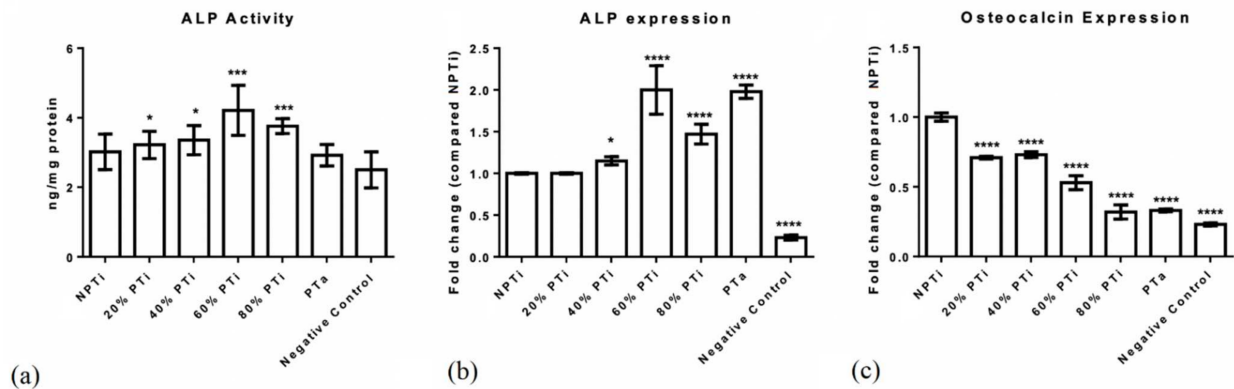 ALP Activity
ng/mg protein
6
4
2
0
*
*
***
***
NPTi
20% PTi
40% PTi
60% PTi
80% PTi
PTa
Negative Control
(a)
ALP expression
Fold change (compared NPTi)
2.5
2.0
1.5
1.0
0.5
0.0
*
****
****
****
****
NPTi
20% PTi
40% PTi
60% PTi
80% PTi
PTa
Negative Control
(b)
Osteocalcin Expression
Fold change (compared NPTi)
1.5
1.0
0.5
0.0
****
****
****
****
****
****
NPTi
20% PTi
40% PTi
60% PTi
80% PTi
PTa
Negative Control
(c)